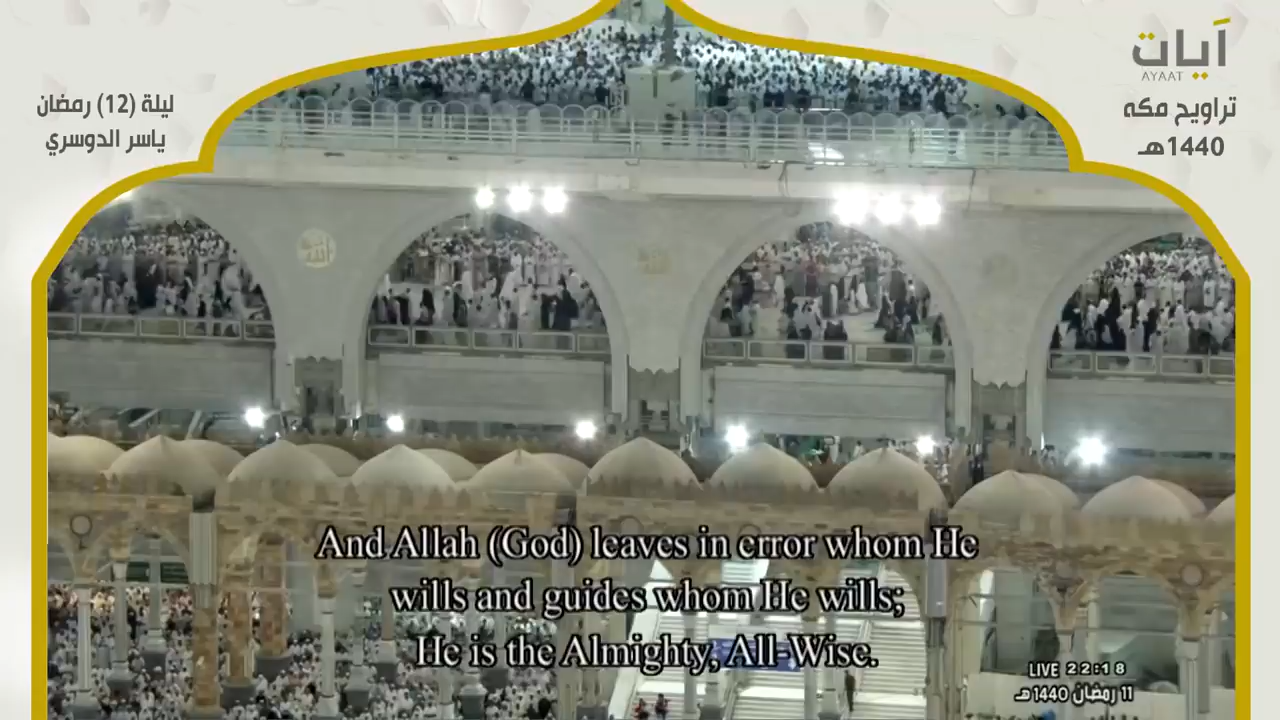 آيات
AYAAT
تراويح مكه
1440هـ
ليلة (12) رمضان
ياسر الدوسري
الله
And Allah (God) leaves in error whom He
wills and guides whom He wills;
He is the Almighty, All-Wise.
LIVE 22:18
11 رمضان 1440هـ